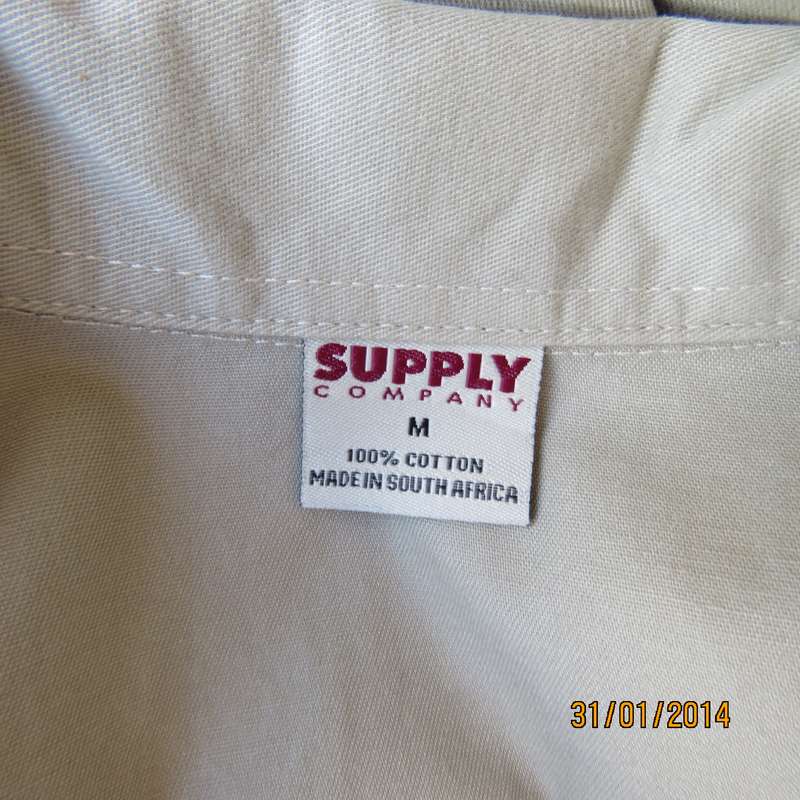 SUPPLY
COMPANY
M
100% COTTON
MADE IN SOUTH AFRICA
31/01/2014